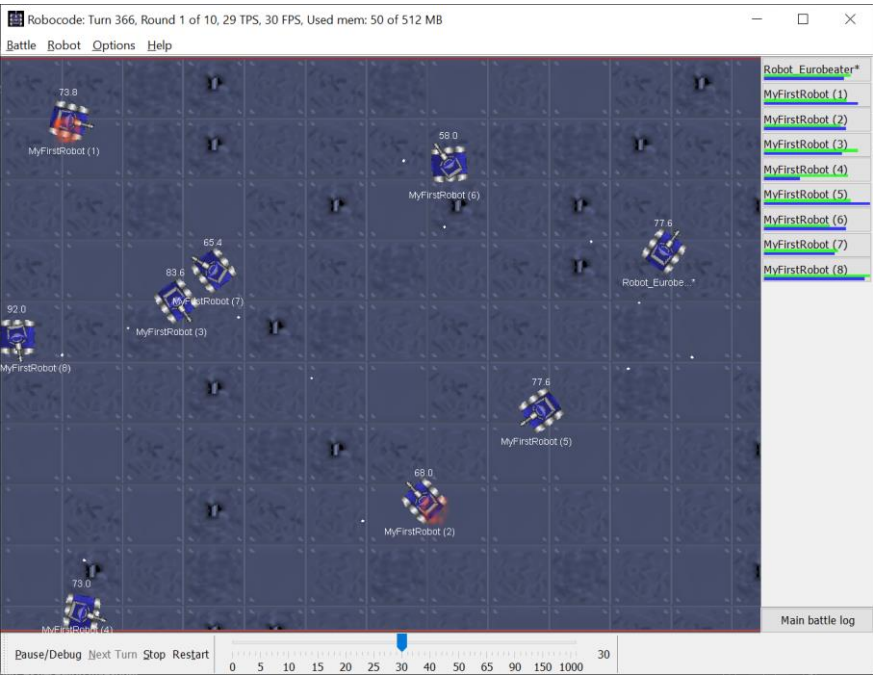 Robocode: Turn 366, Round 1 of 10, 29 TPS, 30 FPS, Used mem: 50 of 512 MB
Battle Robot Options Help
Robot_Eurobeater*
MyFirstRobot (1)
MyFirstRobot (2)
MyFirstRobot (3)
MyFirstRobot (4)
MyFirstRobot (5)
MyFirstRobot (6)
MyFirstRobot (7)
MyFirstRobot (8)
73.8
MyFirstRobot (1)
58.0
MyFirstRobot (6)
77.6
Robot_Eurobe...*
65.4
MyFirstRobot (7)
83.6
MyFirstRobot (3)
92.0
MyFirstRobot (8)
77.6
MyFirstRobot (5)
68.0
MyFirstRobot (2)
73.0
MyFirstRobot (4)
Main battle log
Pause/Debug Next Turn Stop Restart
0 5 10 15 20 25 30 40 50 65 90 150 1000
30